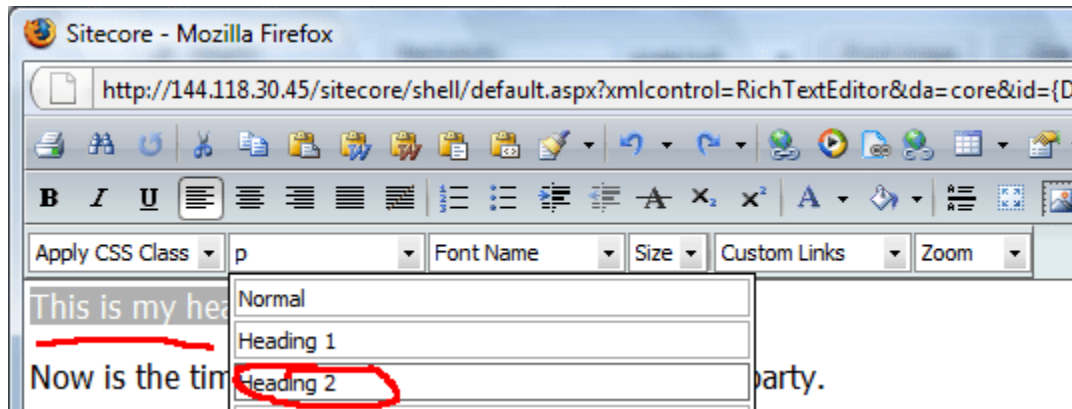 Sitecore - Mozilla Firefox
http://144.118.30.45/sitecore/shell/default.aspx?xmlcontrol=RichTextEditor&da=core&id={D
B I U A A
Apply CSS Class p Font Name Size Custom Links Zoom
This is my hea
Normal
Heading 1
Now is the tim Heading 2 party.